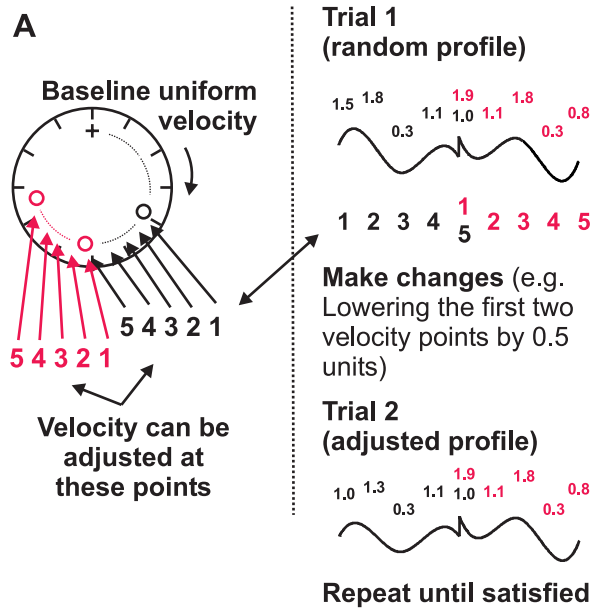 A
Baseline uniform
velocity
+
5 4 3 2 1
5 4 3 2 1
Velocity can be
adjusted at
these points
Trial 1
(random profile)
1.5 1.8 0.3 1.1 1.0 1.9 1.1 1.8 0.3 0.8
1 2 3 4 5 1 2 3 4 5
Make changes (e.g.
Lowering the first two
velocity points by 0.5
units)
Trial 2
(adjusted profile)
1.0 1.3 0.3 1.1 1.0 1.9 1.1 1.8 0.3 0.8
Repeat until satisfied